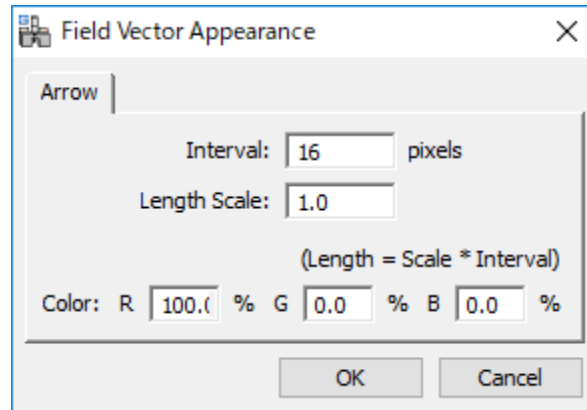 Field Vector Appearance
Arrow
Interval: 16 pixels
Length Scale: 1.0
(Length = Scale * Interval)
Color: R 100.( % G 0.0 % B 0.0 %
OK Cancel